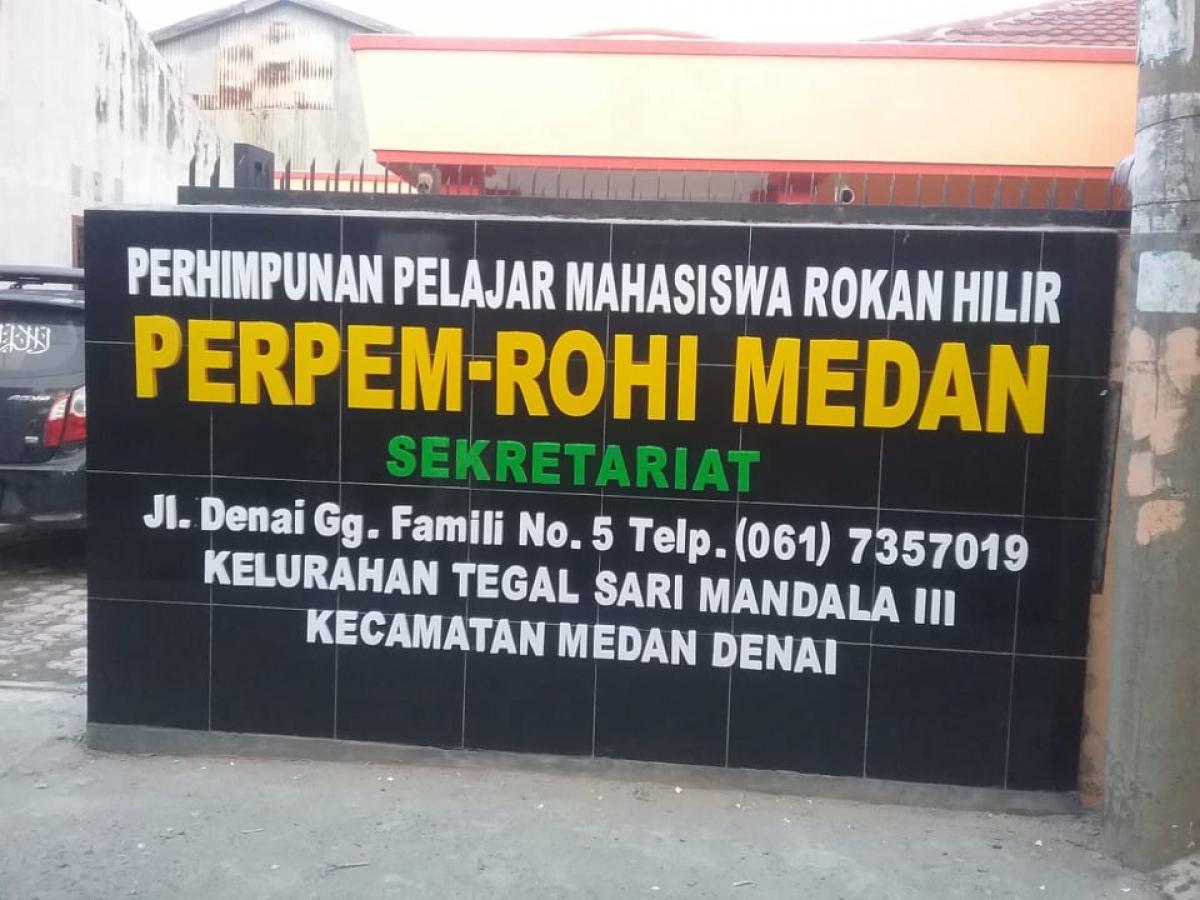 PERHIMPUNAN PELAJAR MAHASISWA ROKAN HILIR
PERPEM-ROHI MEDAN
SEKRETARIAT
Jl. Denai Gg. Famili No. 5 Telp. (061) 7357019
KELURAHAN TEGAL SARI MANDALA III
KECAMATAN MEDAN DENAI